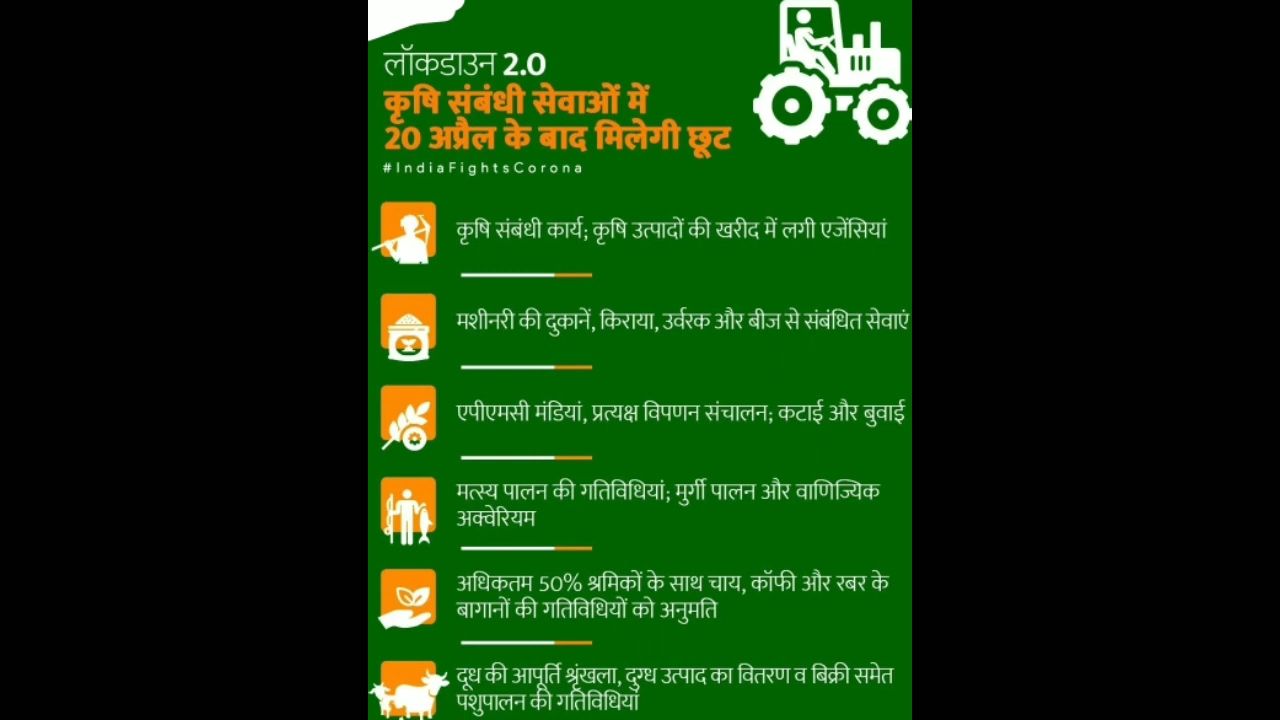 लॉकडाउन 2.0
कृषि संबंधी सेवाओं में
20 अप्रैल के बाद मिलेगी छूट
#IndiaFightsCorona
कृषि संबंधी कार्य; कृषि उत्पादों की खरीद में लगी एजेंसियां
मशीनरी की दुकानें, किराया, उर्वरक और बीज से संबंधित सेवाएं
एपीएमसी मंडियां, प्रत्यक्ष विपणन संचालन; कटाई और बुवाई
मत्स्य पालन की गतिविधियां; मुर्गी पालन और वाणिज्यिक
अक्वेरियम
अधिकतम 50% श्रमिकों के साथ चाय, कॉफी और रबर के
बागानों की गतिविधियों को अनुमति
दूध की आपूर्ति श्रृंखला, दुग्ध उत्पाद का वितरण व बिक्री समेत
पशुपालन की गतिविधियां